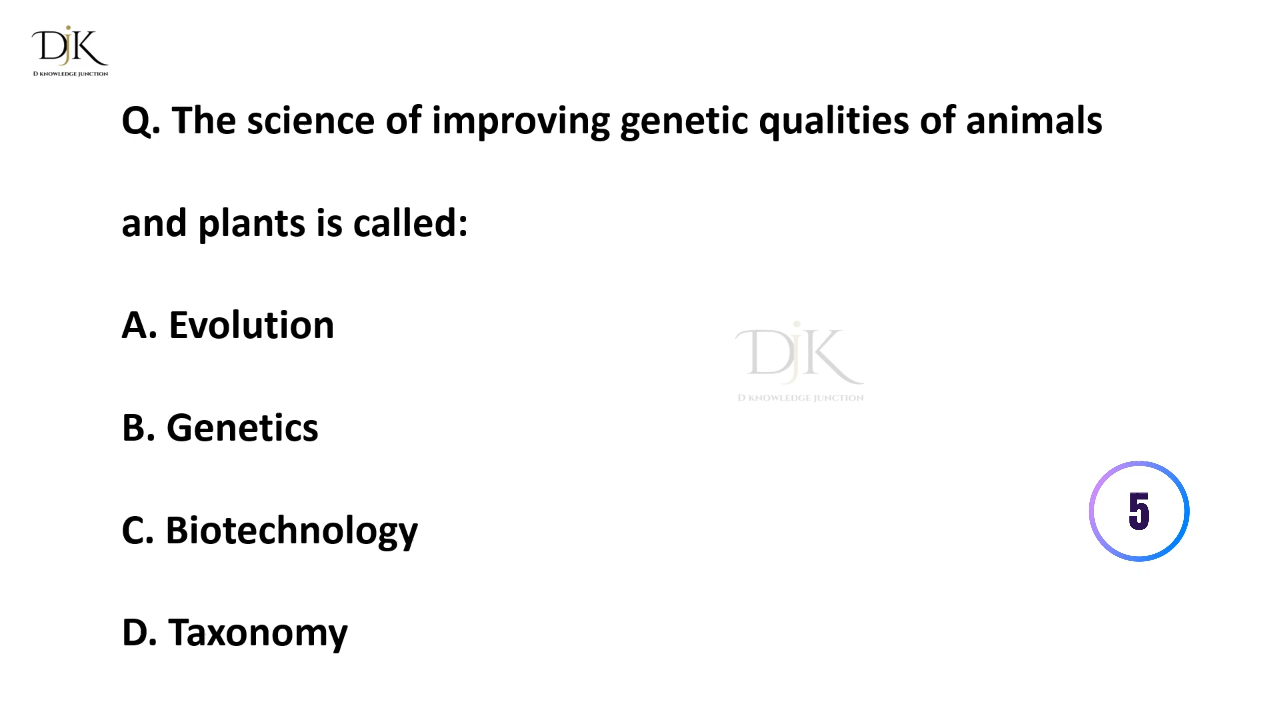 DjK
D KNOWLEDGE JUNCTION
Q. The science of improving genetic qualities of animals
and plants is called:
A. Evolution
DjK
D KNOWLEDGE JUNCTION
B. Genetics
5
C. Biotechnology
D. Taxonomy